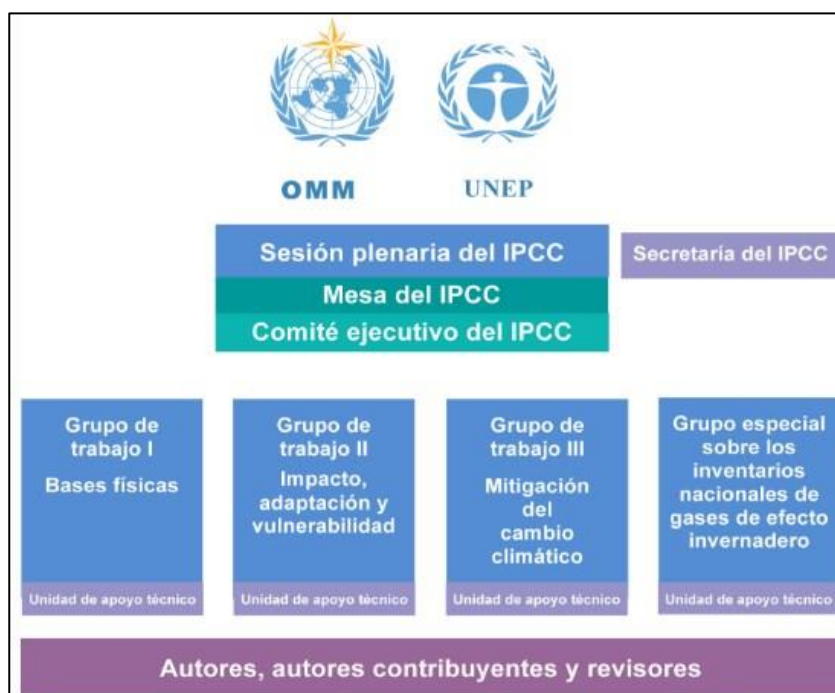 OMM
UNEP
Sesión plenaria del IPCC
Secretaría del IPCC
Mesa del IPCC
Comité ejecutivo del IPCC
Grupo de
trabajo I
Bases físicas
Unidad de apoyo técnico
Grupo de
trabajo II
Impacto,
adaptación y
vulnerabilidad
Unidad de apoyo técnico
Grupo de
trabajo III
Mitigación
del
cambio
climático
Unidad de apoyo técnico
Grupo especial
sobre los
inventarios
nacionales de
gases de efecto
invernadero
Unidad de apoyo técnico
Autores, autores contribuyentes y revisores